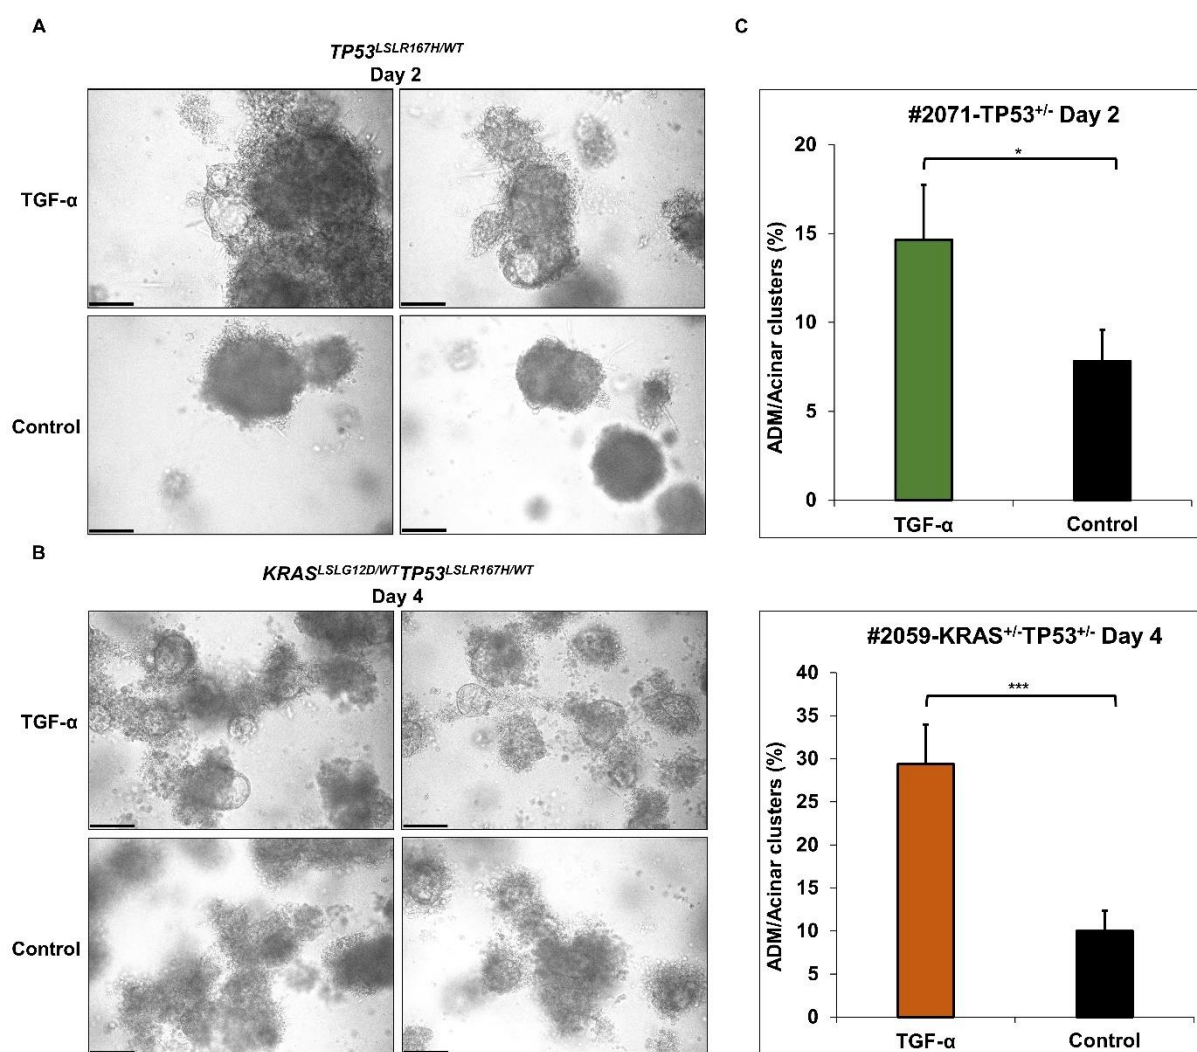 A
TP53LSLR167H/WT
Day 2
TGF-α
Control
B
KRASLSLG12D/WTTP53LSLR167H/WT
Day 4
TGF-α
Control
C
#2071-TP53+/- Day 2
*
20
15
10
5
0
ADM/Acinar clusters (%)
TGF-α
Control
#2059-KRAS+/-TP53+/- Day 4
***
40
35
30
25
20
15
10
5
0
ADM/Acinar clusters (%)
TGF-α
Control